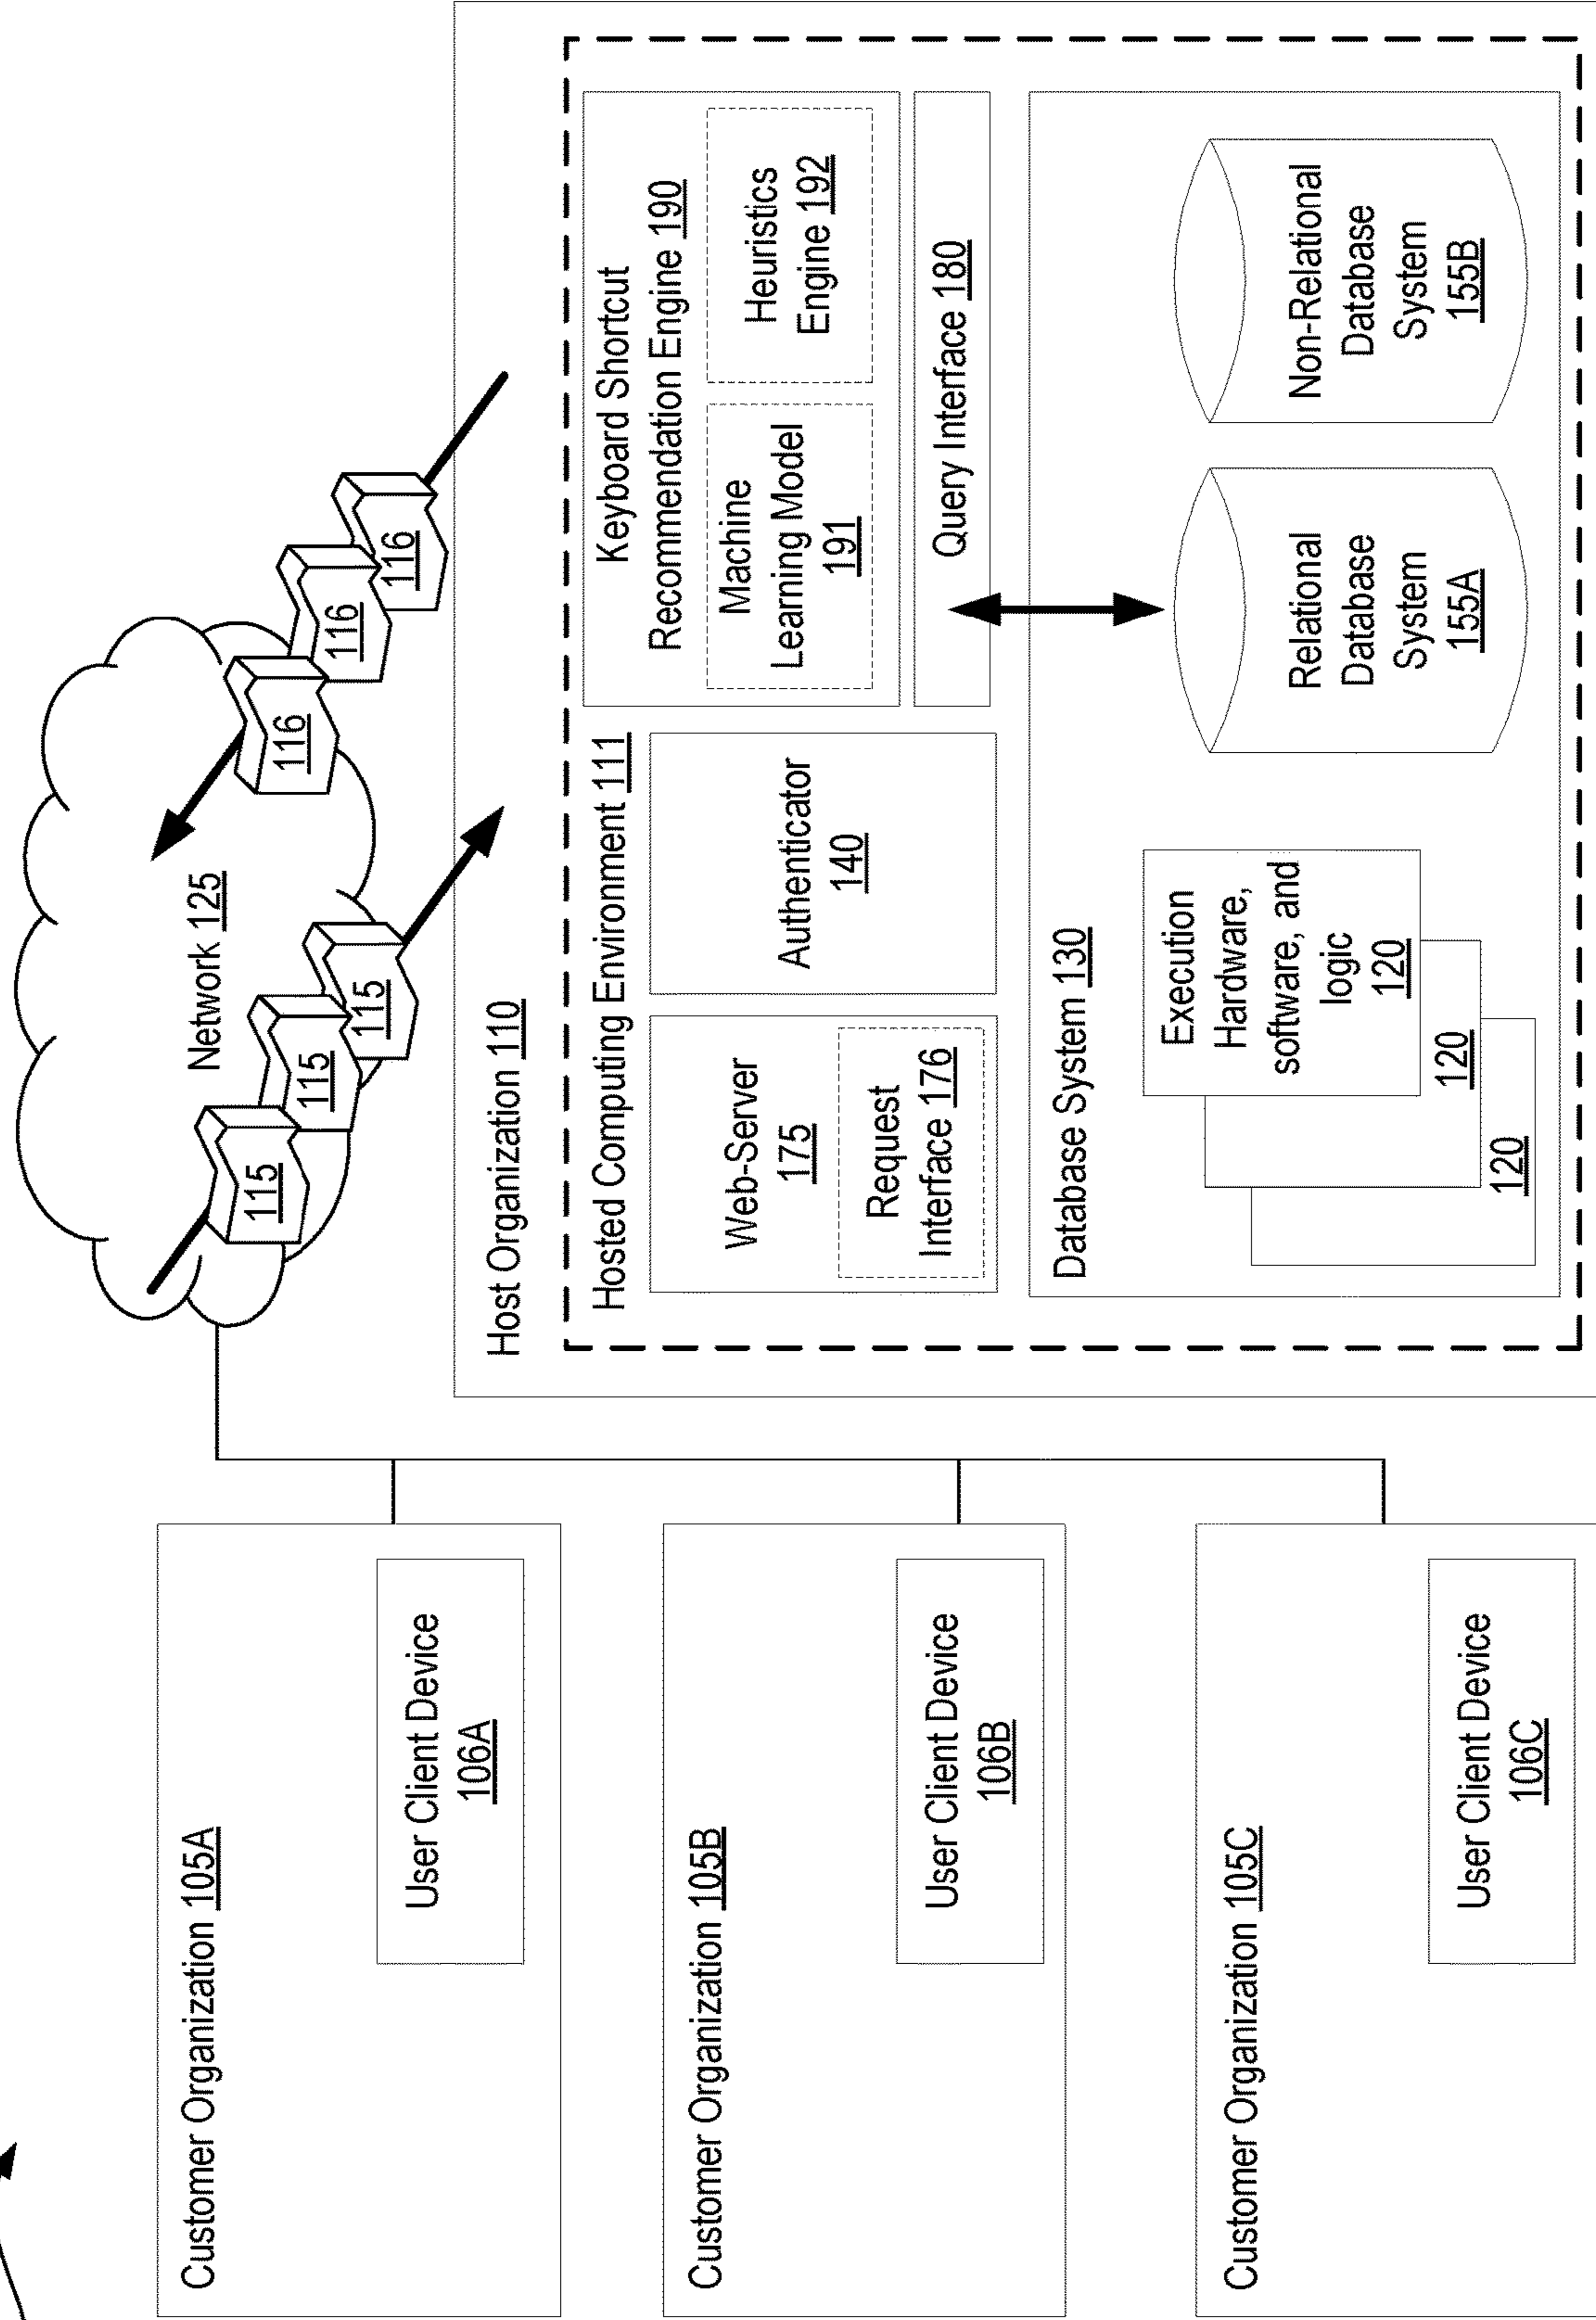 Customer Organization 105A
User Client Device
106A
Customer Organization 105B
User Client Device
106B
Customer Organization 105C
User Client Device
106C
Network 125
115
115
115
116
116
116
Host Organization 110
Hosted Computing Environment 111
Web-Server
175
Request
Interface 176
Authenticator
140
Keyboard Shortcut
Recommendation Engine 190
Machine
Learning Model
191
Heuristics
Engine 192
Query Interface 180
Database System 130
Execution
Hardware,
software, and
logic
120
120
120
Relational
Database
System
155A
Non-Relational
Database
System
155B